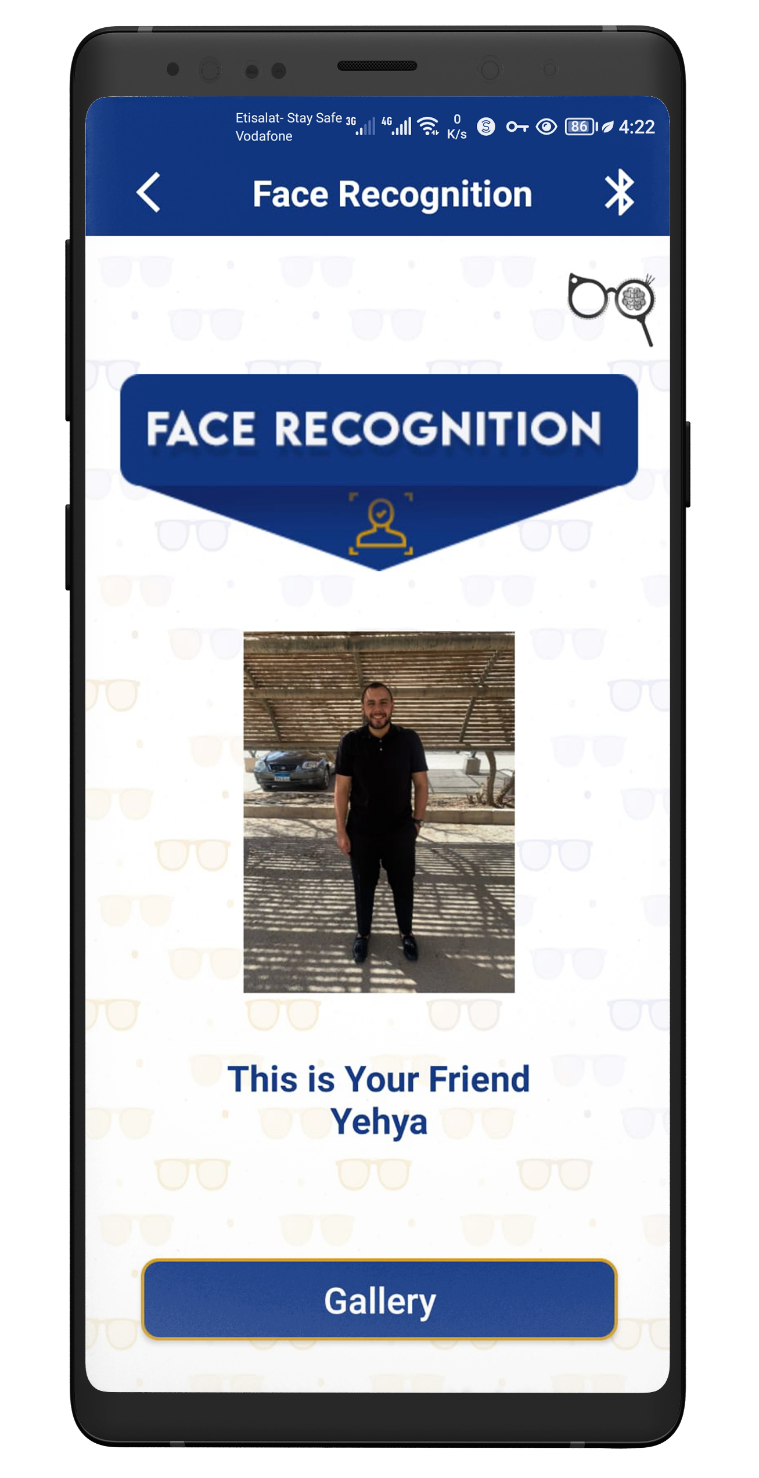 Etisalat- Stay Safe 3G 4G 0 K/s S 86 4:22
Vodafone
Face Recognition
FACE RECOGNITION
This is Your Friend
Yehya
Gallery